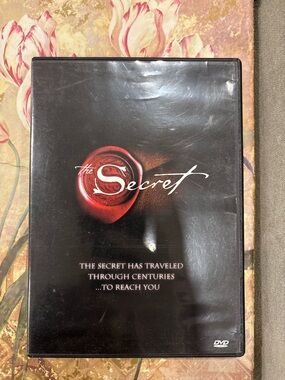 the Secret
THE SECRET HAS TRAVELED
THROUGH CENTURIES
...TO REACH YOU
DVD